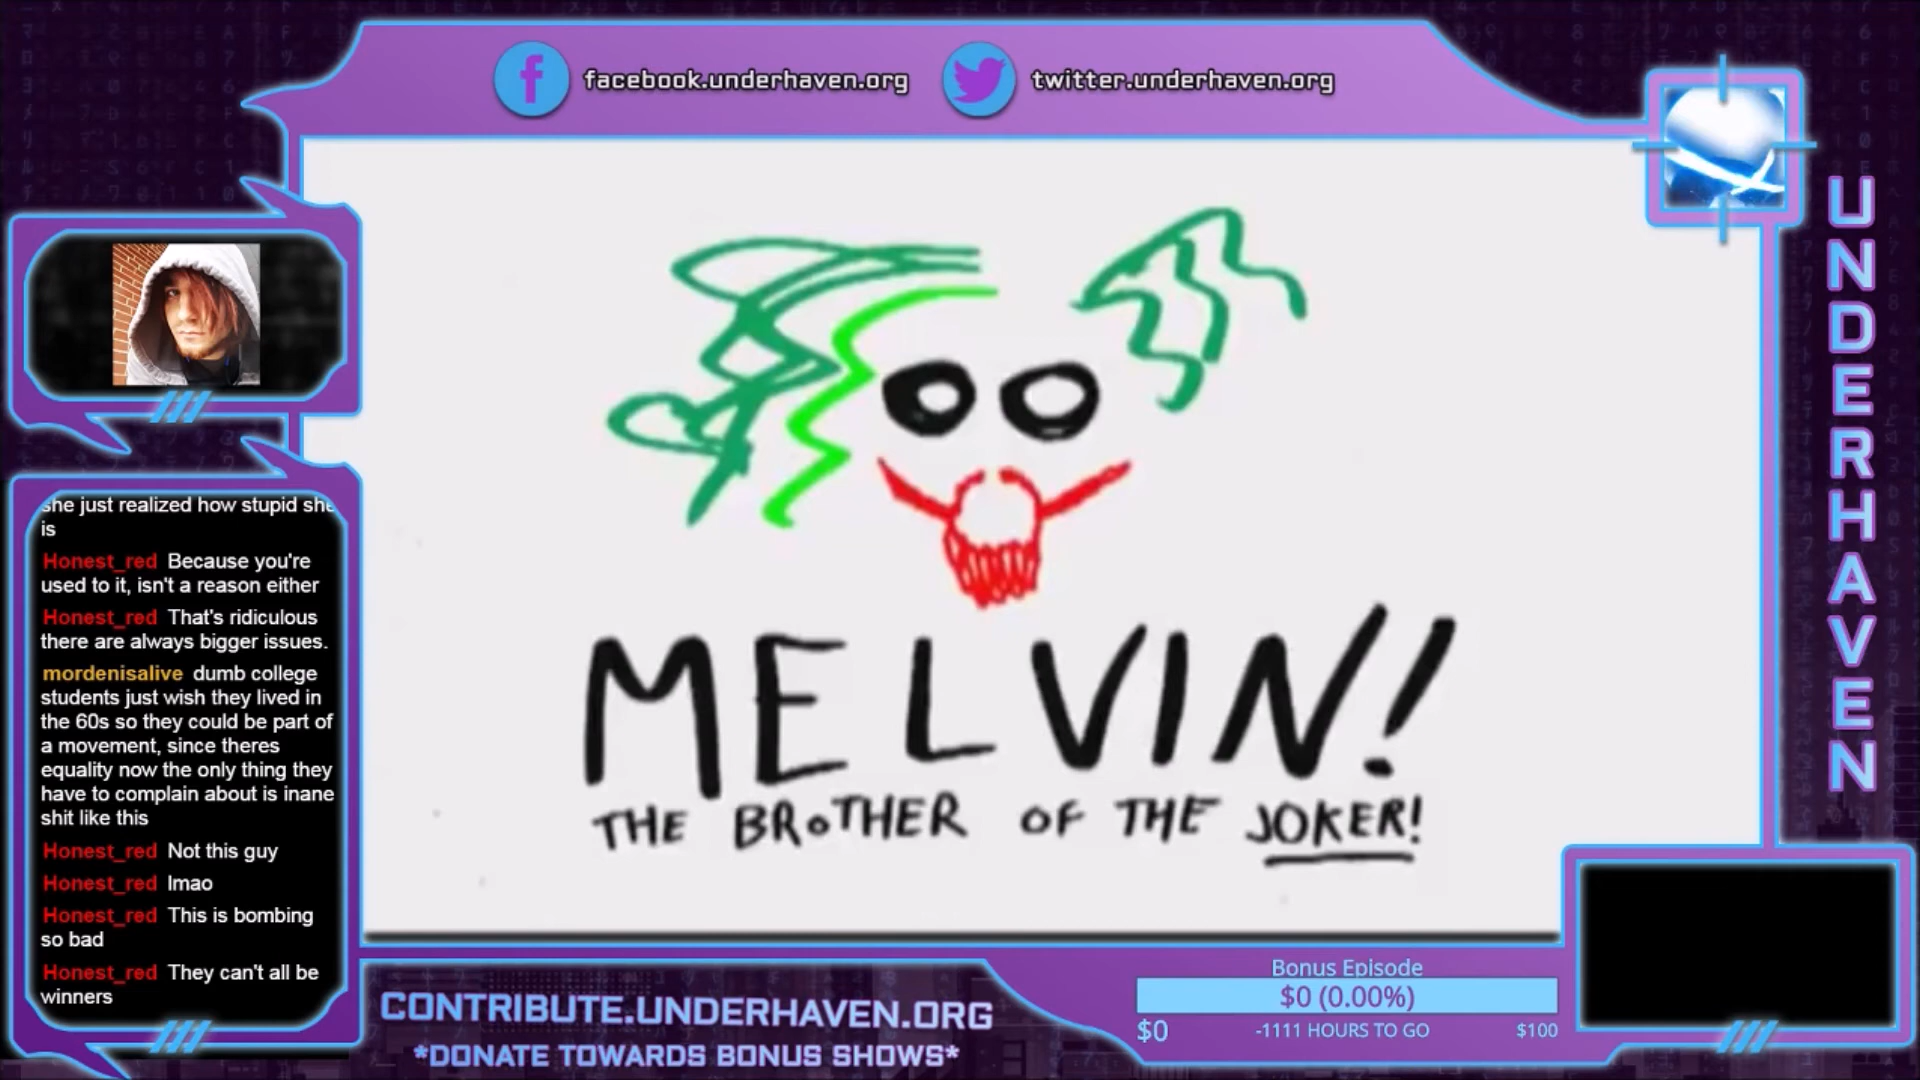 facebook.underhaven.org
twitter.underhaven.org
UNDERHAVEN
she just realized how stupid she
is
Honest_red Because you're
used to it, isn't a reason either
Honest_red That's ridiculous
there are always bigger issues.
mordenisalive dumb college
students just wish they lived in
the 60s so they could be part of
a movement, since theres
equality now the only thing they
have to complain about is inane
shit like this
Honest_red Not this guy
Honest_red lmao
Honest_red This is bombing
so bad
Honest_red They can't all be
winners
MELVIN!
THE BROTHER OF THE JOKER!
CONTRIBUTE.UNDERHAVEN.ORG
*DONATE TOWARDS BONUS SHOWS*
Bonus Episode
$0 (0.00%)
$0 -1111 HOURS TO GO $100